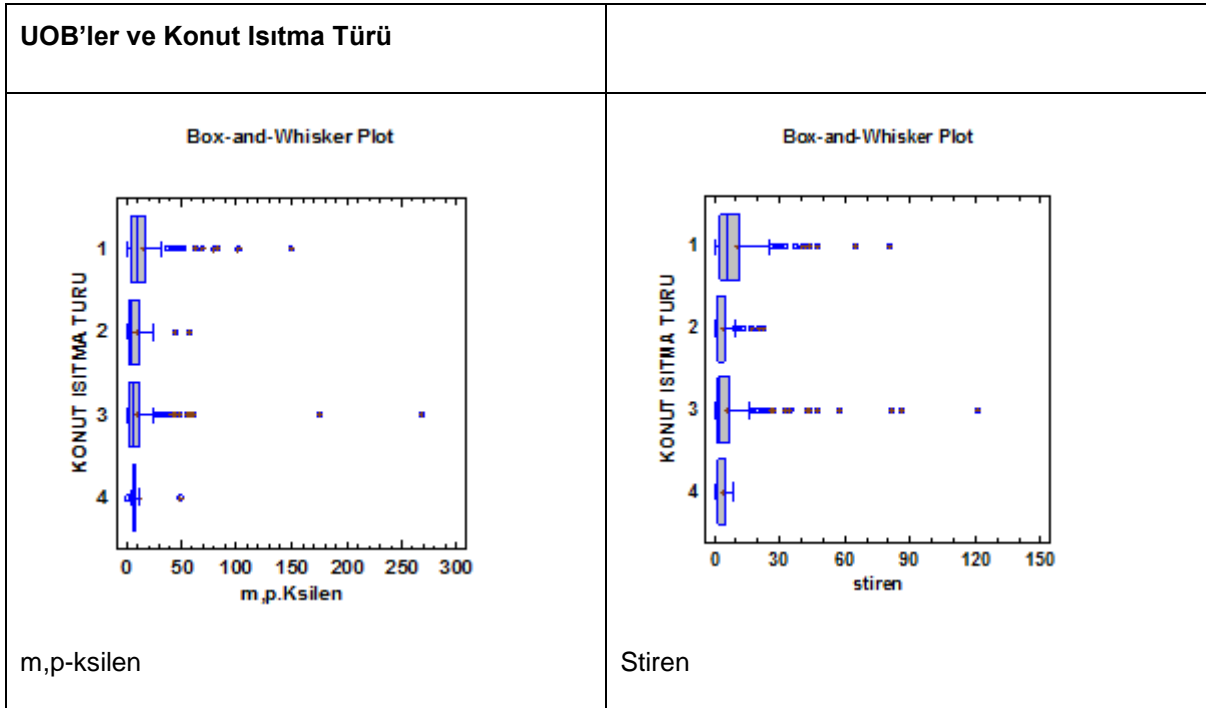 UOB’ler ve Konut Isıtma Türü
Box-and-Whisker Plot
KONUT ISITMA TURU
1
2
3
4
0 50 100 150 200 250 300
m,p.Ksilen
m,p-ksilen
Box-and-Whisker Plot
KONUT ISITMA TURU
1
2
3
4
0 30 60 90 120 150
stiren
Stiren